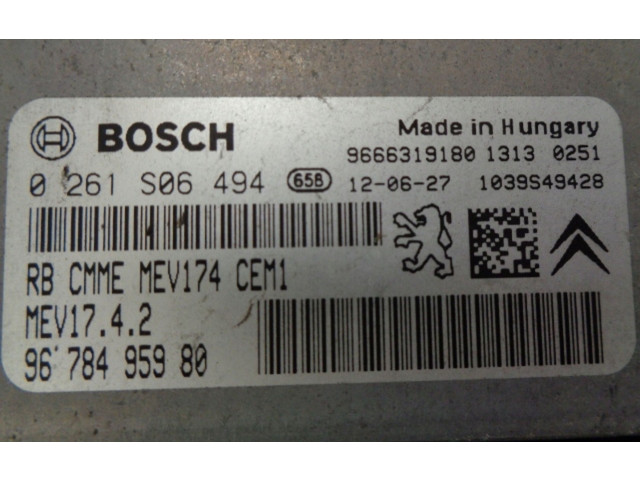 BOSCH
Made in Hungary
9666319180 1313 0251
0 261 S06 494 658 12-06-27 1039S49428
RB CMME MEV174 CEM1
MEV17.4.2
96 784 959 80